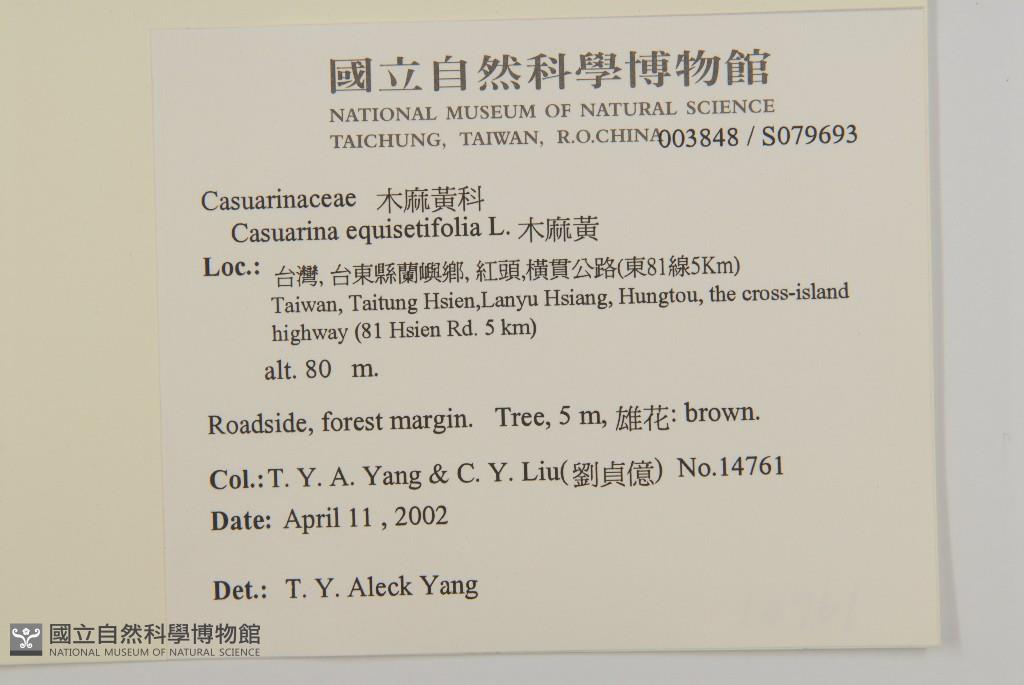 國立自然科學博物館
NATIONAL MUSEUM OF NATURAL SCIENCE
TAICHUNG, TAIWAN, R.O.CHINA 003848 / S079693
Casuarinaceae 木麻黃科
Casuarina equisetifolia L. 木麻黃
Loc.: 台灣, 台東縣蘭嶼鄉, 紅頭,橫貫公路(東81線5Km)
Taiwan, Taitung Hsien,Lanyu Hsiang, Hungtou, the cross-island
highway (81 Hsien Rd. 5 km)
alt. 80 m.
Roadside, forest margin. Tree, 5 m, 雄花: brown.
Col.: T. Y. A. Yang & C. Y. Liu(劉貞億) No.14761
Date: April 11 , 2002
Det.: T. Y. Aleck Yang
國立自然科學博物館
NATIONAL MUSEUM OF NATURAL SCIENCE